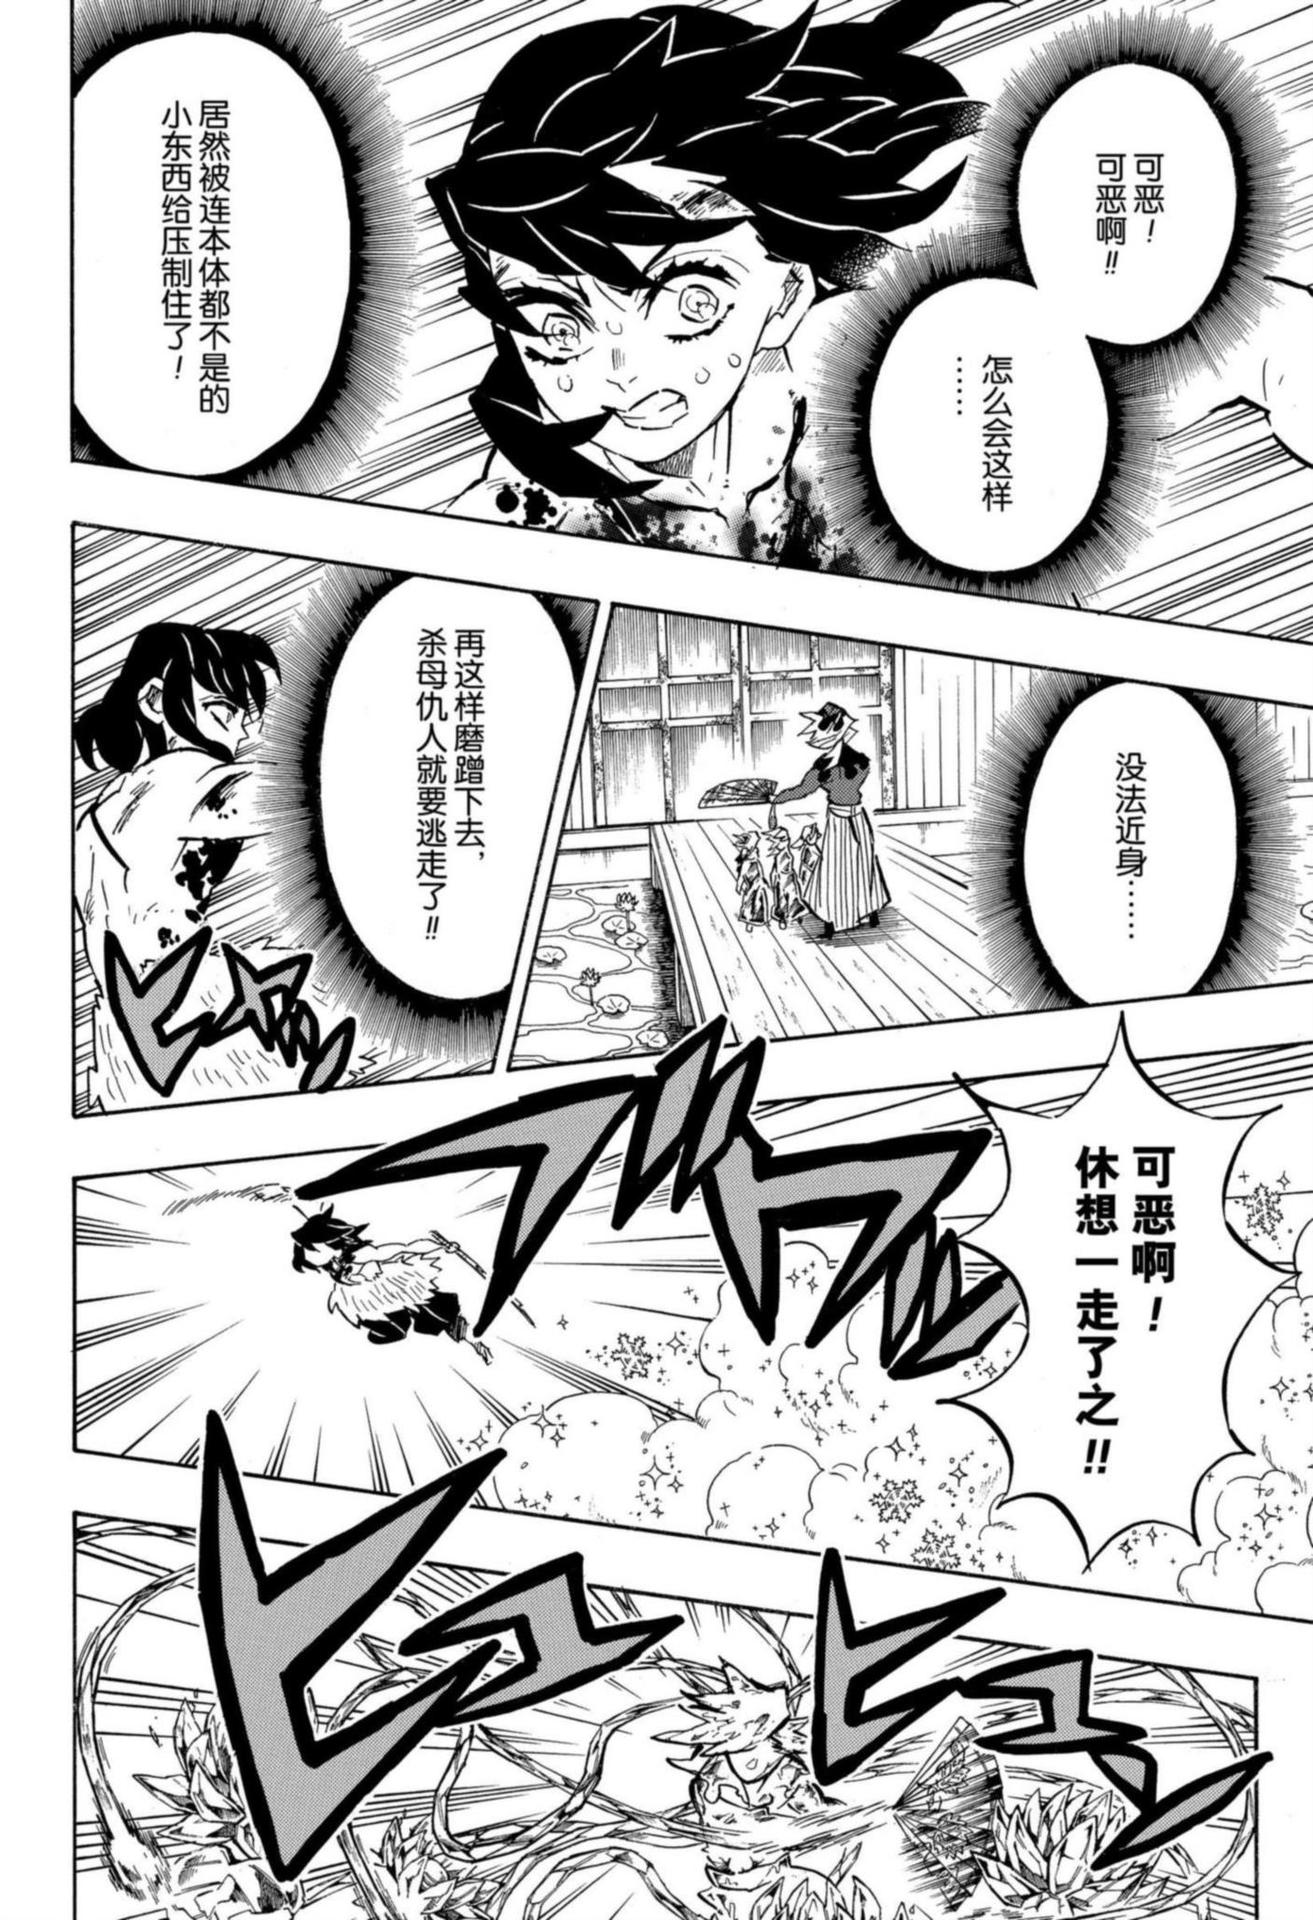 可恶！
可恶啊!!
怎么会这样
……
居然被连本体都不是的
小东西给压制住了！
没法近身……
再这样磨蹭下去，
杀母仇人就要逃走了!!
ヒュオッ
可恶啊！
休想一走了之!!
ブワッ
ヒュ
ヒュ